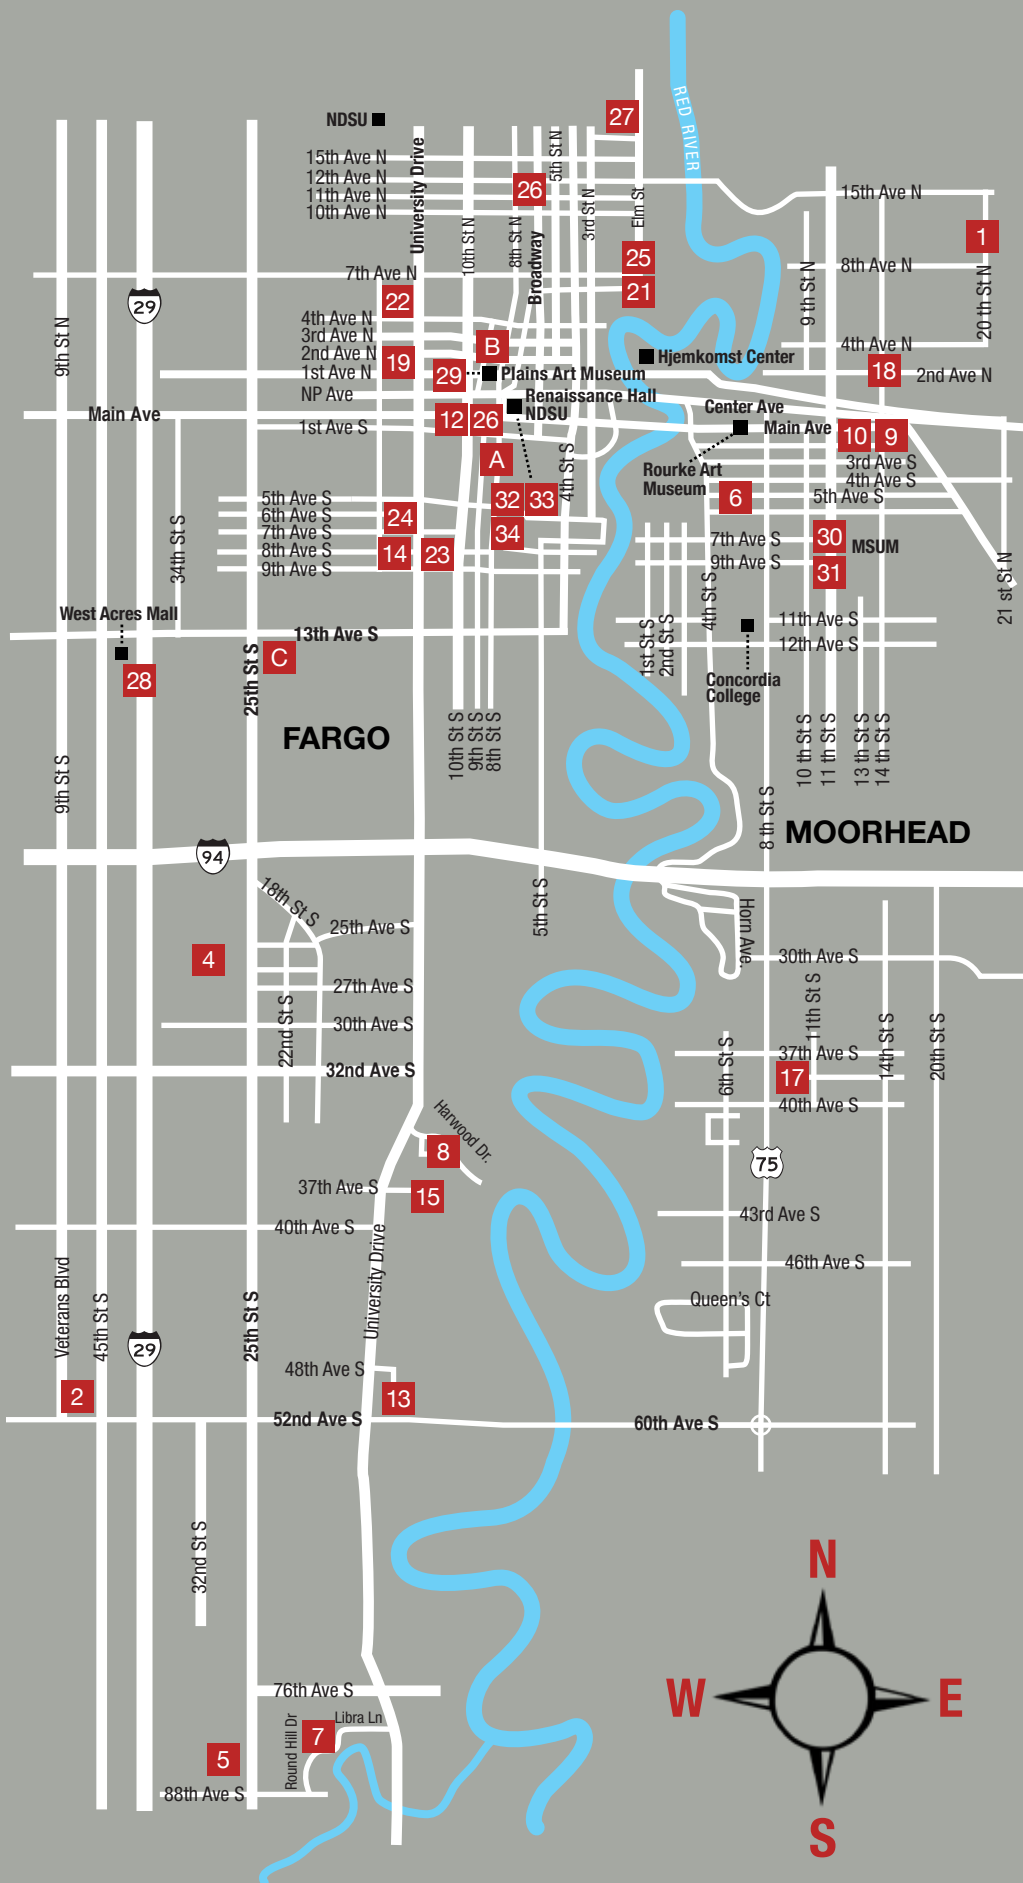 27
NDSU
RED RIVER
15th Ave N
12th Ave N
11th Ave N
10th Ave N
University Drive
10th St N
8th St N
Broadway
5th St N
3rd St N
Elm St
26
15th Ave N
1
25
8th Ave N
7th Ave N
21
22
29
9 th St N
20 th St N
9th St N
4th Ave N
3rd Ave N
2nd Ave N
1st Ave N
NP Ave
19
B
29
Plains Art Museum
Hjemkomst Center
4th Ave N
18
2nd Ave N
Renaissance Hall
NDSU
Center Ave
Main Ave
Main Ave
1st Ave S
12
26
10
9
A
4th St S
Rourke Art
Museum
3rd Ave S
4th Ave S
5th Ave S
6
5th Ave S
6th Ave S
7th Ave S
8th Ave S
9th Ave S
24
32
33
34
14
23
34th St S
7th Ave S
9th Ave S
30
MSUM
31
21 st St N
West Acres Mall
13th Ave S
4th St S
1st St S
2nd St S
11th Ave S
12th Ave S
28
25th St S
C
Concordia
College
FARGO
10th St S
9th St S
8th St S
10 th St S
11 th St S
13 th St S
14 th St S
9th St S
8 th St S
MOORHEAD
94
18th St S
25th Ave S
5th St S
Horn Ave.
4
30th Ave S
27th Ave S
22nd St S
30th Ave S
11th St S
6th St S
14th St S
20th St S
37th Ave S
17
32nd Ave S
40th Ave S
Harwood Dr.
8
75
37th Ave S
15
43rd Ave S
40th Ave S
University Drive
46th Ave S
Veterans Blvd
45th St S
29
25th St S
Queen's Ct
48th Ave S
2
13
52nd Ave S
60th Ave S
32nd St S
N
W
E
S
76th Ave S
Libra Ln
Round Hill Dr
7
5
88th Ave S